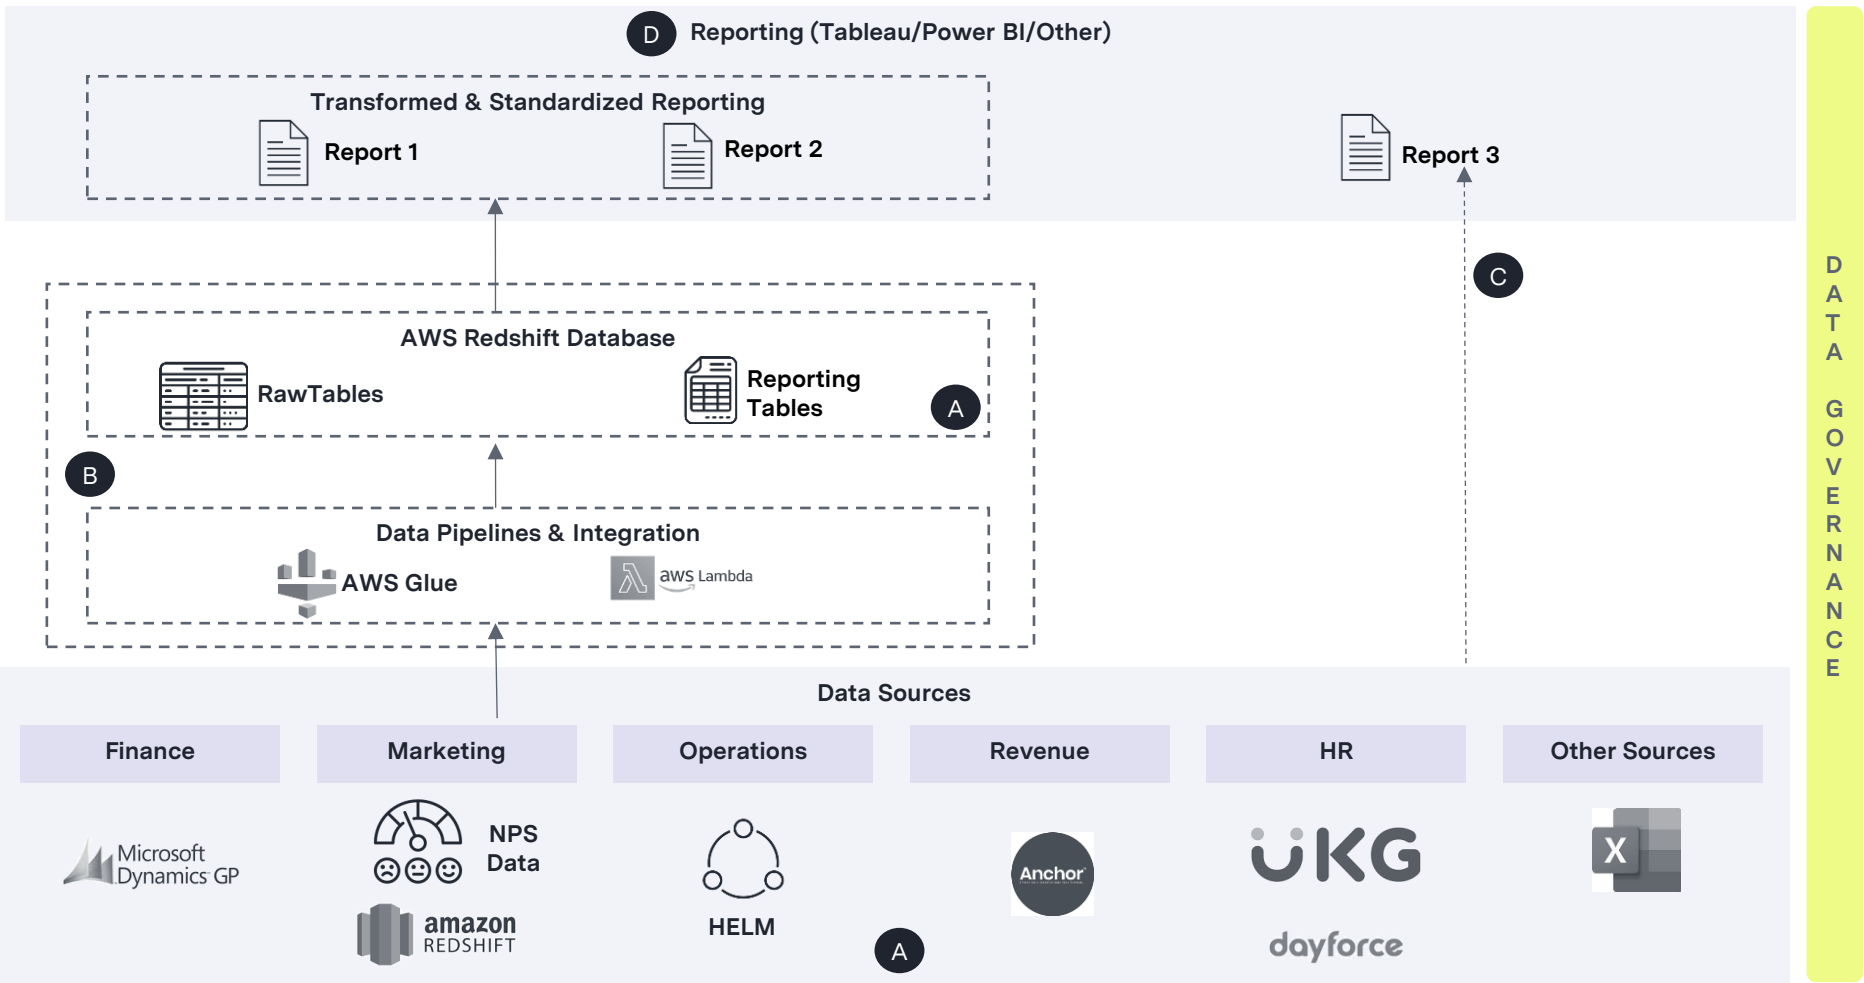 D
Reporting (Tableau/Power BI/Other)
Transformed & Standardized Reporting
Report 1
Report 2
Report 3
C
AWS Redshift Database
RawTables
Reporting
Tables
A
B
Data Pipelines & Integration
AWS Glue
aws Lambda
Data Sources
Finance
Marketing
Operations
Revenue
HR
Other Sources
Microsoft
Dynamics GP
NPS
Data
amazon
REDSHIFT
HELM
A
Anchor
UKG
dayforce
X
D
A
T
A
G
O
V
E
R
N
A
N
C
E